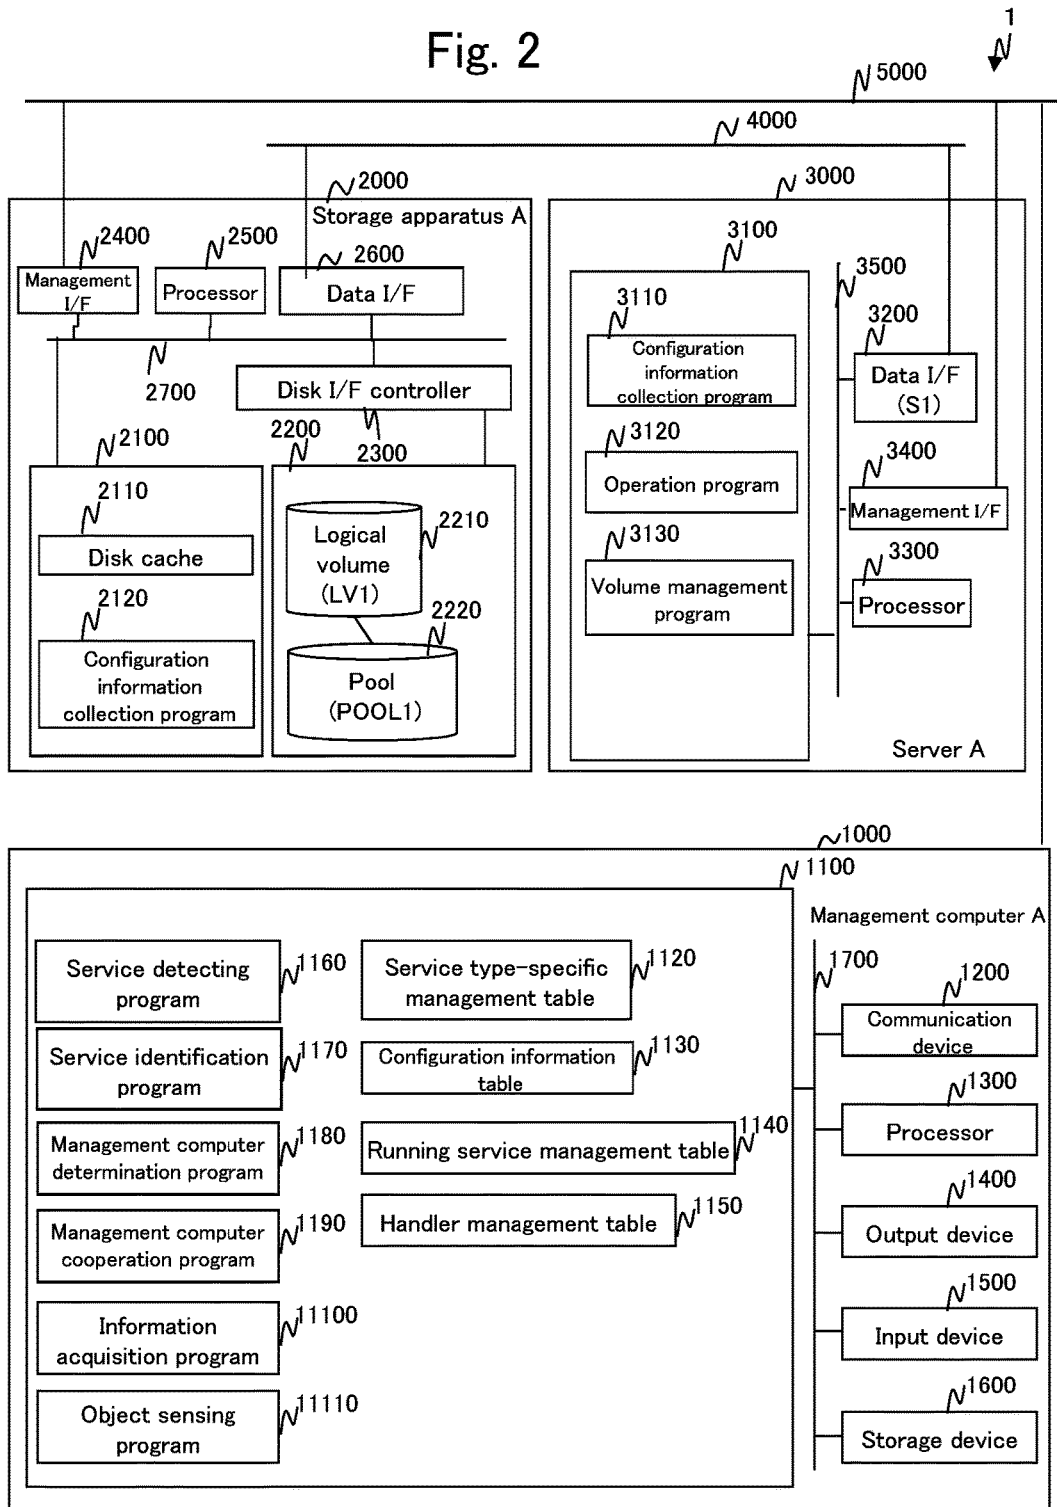 Fig. 2
1
5000
4000
2000
3000
Storage apparatus A
2400
2500
2600
Management I/F
Processor
Data I/F
2700
Disk I/F controller
2300
2100
2200
2110
Disk cache
2120
Configuration
information
collection program
Logical
volume
(LV1)
2210
2220
Pool
(POOL1)
3100
3500
3110
Configuration
information
collection program
3120
Operation program
3130
Volume management
program
3200
Data I/F
(S1)
3400
Management I/F
3300
Processor
Server A
1000
1100
Management computer A
Service detecting
program
1160
Service identification
program
1170
Management computer
determination program
1180
Management computer
cooperation program
1190
Information
acquisition program
11100
Object sensing
program
11110
Service type-specific
management table
1120
Configuration information
table
1130
Running service management table
1140
Handler management table
1150
1700
1200
Communication
device
1300
Processor
1400
Output device
1500
Input device
1600
Storage device